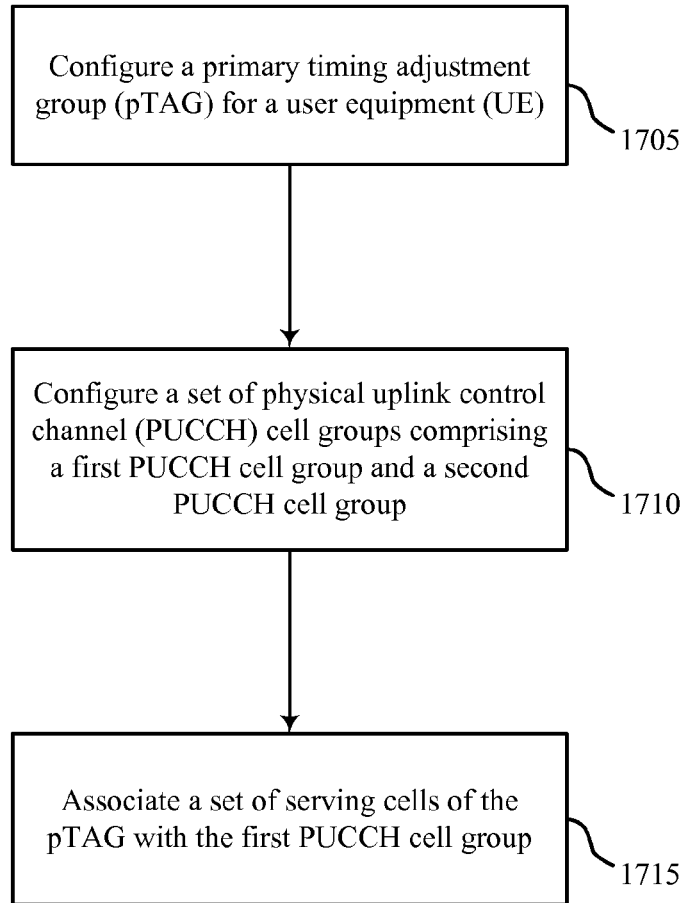 Configure a primary timing adjustment
group (pTAG) for a user equipment (UE)
1705
Configure a set of physical uplink control
channel (PUCCH) cell groups comprising
a first PUCCH cell group and a second
PUCCH cell group
1710
Associate a set of serving cells of the
pTAG with the first PUCCH cell group
1715